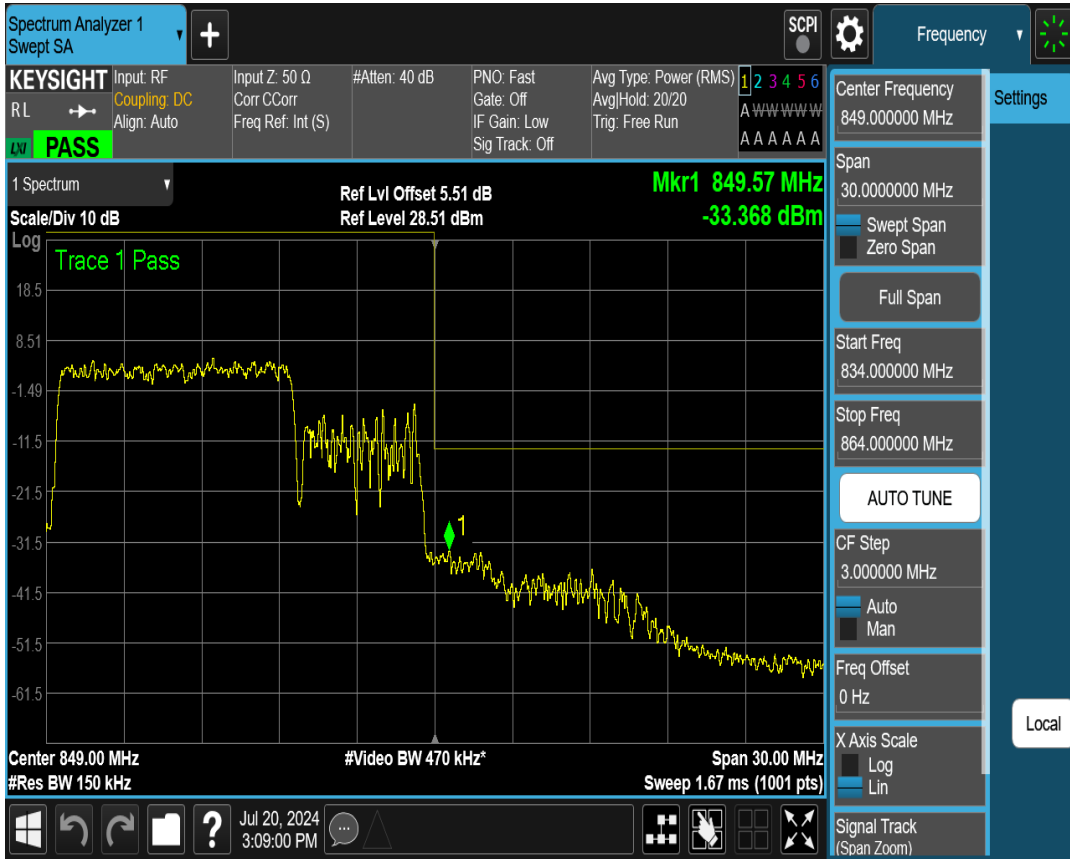 Spectrum Analyzer 1
Swept SA
SCPI
Frequency
KEYSIGHT
RL
LXI
PASS
Input: RF
Coupling: DC
Align: Auto
Input Z: 50 Ω
Corr CCorr
Freq Ref: Int (S)
#Atten: 40 dB
PNO: Fast
Gate: Off
IF Gain: Low
Sig Track: Off
Avg Type: Power (RMS)
Avg|Hold: 20/20
Trig: Free Run
1 2 3 4 5 6
A W W W W W
A A A A A A
Settings
Center Frequency
849.000000 MHz
Span
30.0000000 MHz
Swept Span
Zero Span
Full Span
Start Freq
834.000000 MHz
Stop Freq
864.000000 MHz
AUTO TUNE
CF Step
3.000000 MHz
Auto
Man
Freq Offset
0 Hz
X Axis Scale
Log
Lin
Signal Track
(Span Zoom)
Local
1 Spectrum
Scale/Div 10 dB
Log
Ref Lvl Offset 5.51 dB
Ref Level 28.51 dBm
Mkr1 849.57 MHz
-33.368 dBm
Trace 1 Pass
18.5
8.51
-1.49
-11.5
-21.5
-31.5
-41.5
-51.5
-61.5
1
Center 849.00 MHz
#Res BW 150 kHz
#Video BW 470 kHz*
Span 30.00 MHz
Sweep 1.67 ms (1001 pts)
Jul 20, 2024
3:09:00 PM